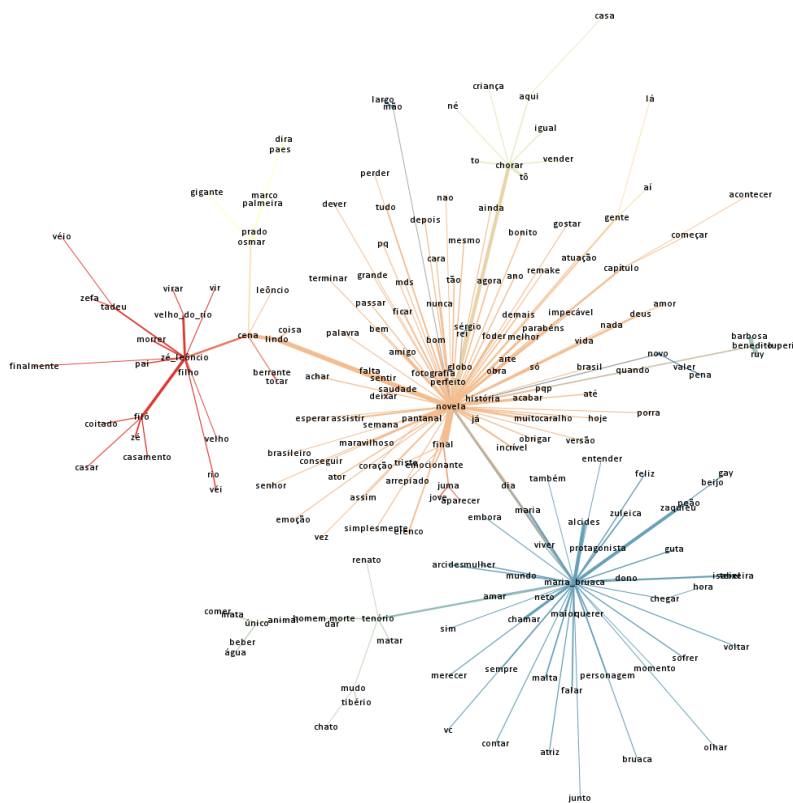 casa
criança
largo
aqui
lá
mão
né
igual
dira
paes
to
chorar
vender
perder
tô
gigante
marco
palmeira
aí
acontecer
dever
tudo
nao
ainda
depois
bonito
gostar
gente
prado
osmar
véio
pq
mesmo
atuação
começar
cara
remake
capítulo
terminar
grande
mds
tão
agora
ano
virar
vir
leôncio
zefa
tadeu
passar
nunca
amor
velho_do_rio
ficar
demais
impecável
deus
coisa
sérgio
rei
parabéns
nada
cena
lindo
palavra
bem
bom
foder
melhor
vida
barbosa
morrer
amigo
benedito
ruperi
ruy
zé_leôncio
novo
finalmente
pai
filho
berrante
tocar
achar
falta
sentir
fotografia
globo
perfeito
arte
obra
só
brasil
quando
valer
pena
saudade
deixar
pqp
até
história
acabar
novela
fifo
coitado
esperar
assistir
pantanal
já
muito
caralho
hoje
porra
zé
semana
velho
maravilhoso
final
obrigar
versão
incrível
casamento
brasileiro
casar
conseguir
coração
triste
emocionante
entender
rio
véi
senhor
ator
arrepiado
dia
também
feliz
gay
beijo
assim
juma
jove
aparecer
maria
zuleica
peão
zaquieu
emoção
simplesmente
elenco
embora
alcides
vez
viver
protagonista
guta
renato
arcides
mulher
mundo
maria_bruaca
dono
teixeira
hora
amar
neto
chegar
comer
mata
único
animal
homem
morte
dar
tenório
chamar
maio
querer
sim
beber
água
matar
voltar
sofrer
merecer
sempre
malta
personagem
momento
mudo
falar
tibério
chato
vc
contar
atriz
olhar
bruaca
junto